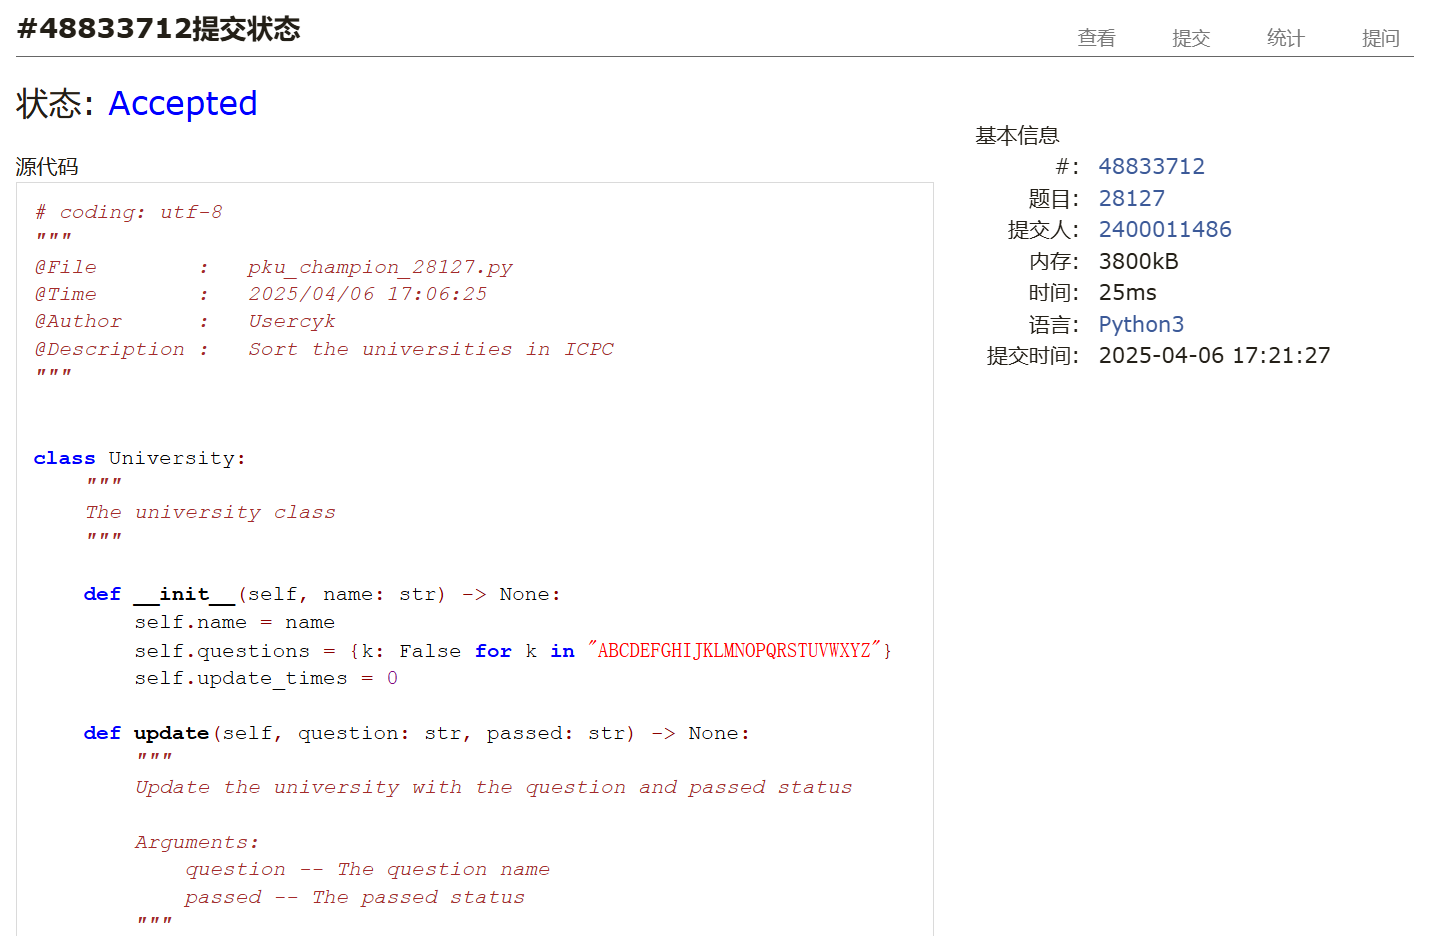 #48833712提交状态
查看 提交 统计 提问
状态: Accepted
源代码
# coding: utf-8
"""
@File        :   pku_champion_28127.py
@Time        :   2025/04/06 17:06:25
@Author      :   Usercyk
@Description :   Sort the universities in ICPC
"""
class University:
    """
    The university class
    """
    def __init__(self, name: str) -> None:
        self.name = name
        self.questions = {k: False for k in "ABCDEFGHIJKLMNOPQRSTUVWXYZ"}
        self.update_times = 0
    def update(self, question: str, passed: str) -> None:
        """
        Update the university with the question and passed status
        Arguments:
            question -- The question name
            passed -- The passed status
        """
基本信息
#: 48833712
题目: 28127
提交人: 2400011486
内存: 3800kB
时间: 25ms
语言: Python3
提交时间: 2025-04-06 17:21:27